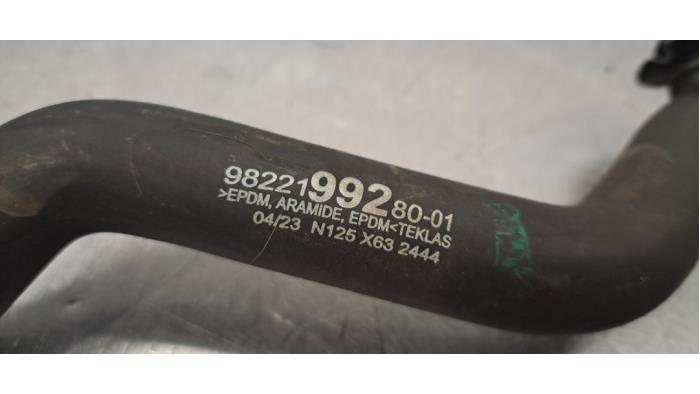 9822199280-01
>EPDM, ARAMIDE, EPDM<TEKLAS
04/23 N125 X63 2444